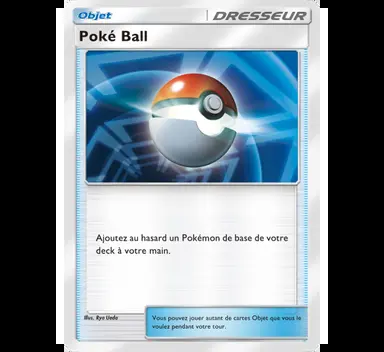 Objet
DRESSEUR
Poké Ball
Ajoutez au hasard un Pokémon de base de votre
deck à votre main.
Illus. Ryo Ueda
Vous pouvez jouer autant de cartes Objet que vous le
voulez pendant votre tour.